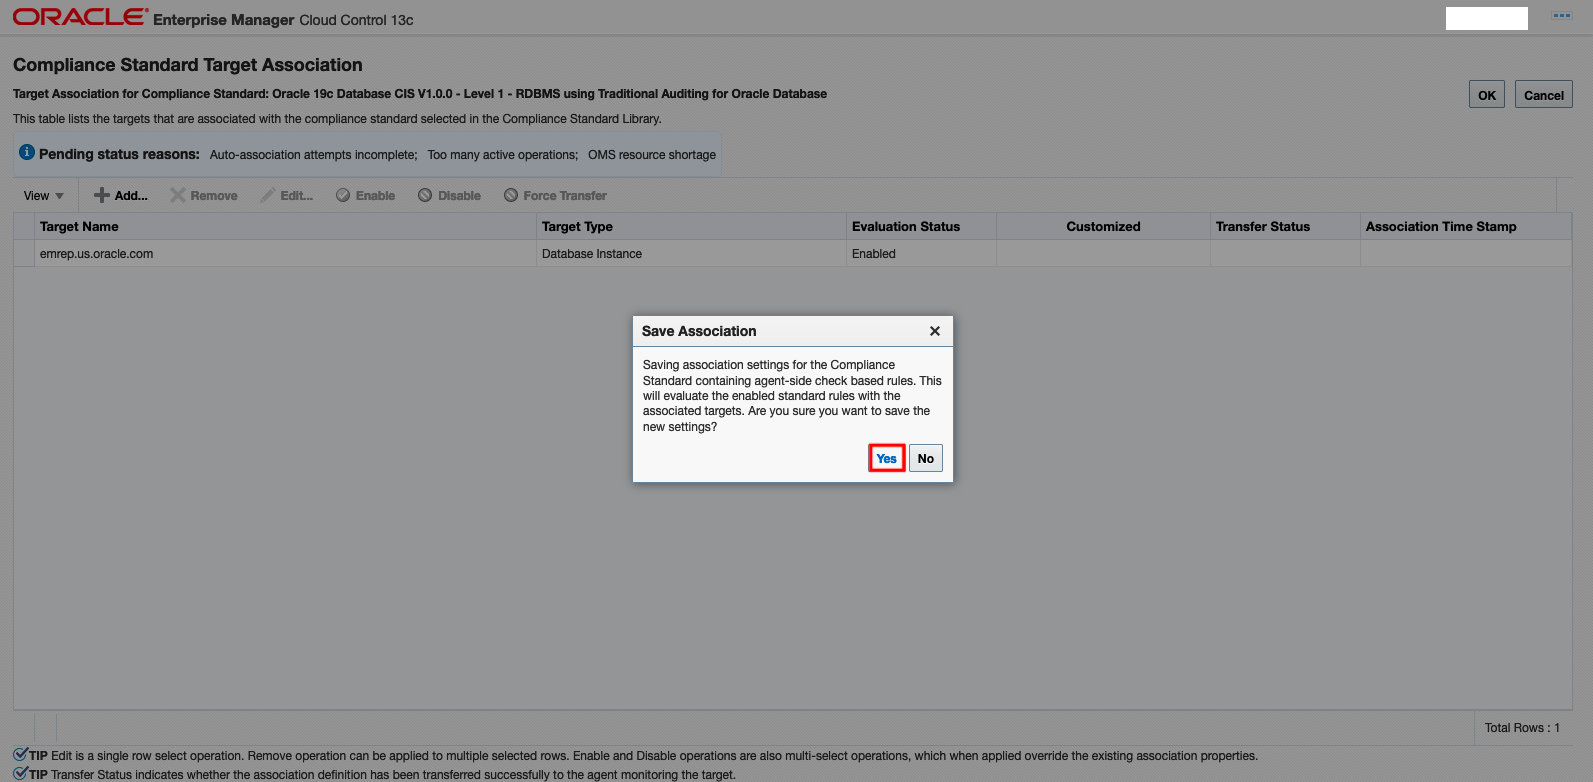 ORACLE® Enterprise Manager Cloud Control 13c
Compliance Standard Target Association
Target Association for Compliance Standard: Oracle 19c Database CIS V1.0.0 - Level 1 - RDBMS using Traditional Auditing for Oracle Database
OK Cancel
This table lists the targets that are associated with the compliance standard selected in the Compliance Standard Library.
Pending status reasons: Auto-association attempts incomplete; Too many active operations; OMS resource shortage
View Add... Remove Edit... Enable Disable Force Transfer
Target Name Target Type Evaluation Status Customized Transfer Status Association Time Stamp
emrep.us.oracle.com Database Instance Enabled
Save Association
Saving association settings for the Compliance
Standard containing agent-side check based rules. This
will evaluate the enabled standard rules with the
associated targets. Are you sure you want to save the
new settings?
Yes No
Total Rows : 1
TIP Edit is a single row select operation. Remove operation can be applied to multiple selected rows. Enable and Disable operations are also multi-select operations, which when applied override the existing association properties.
TIP Transfer Status indicates whether the association definition has been transferred successfully to the agent monitoring the target.